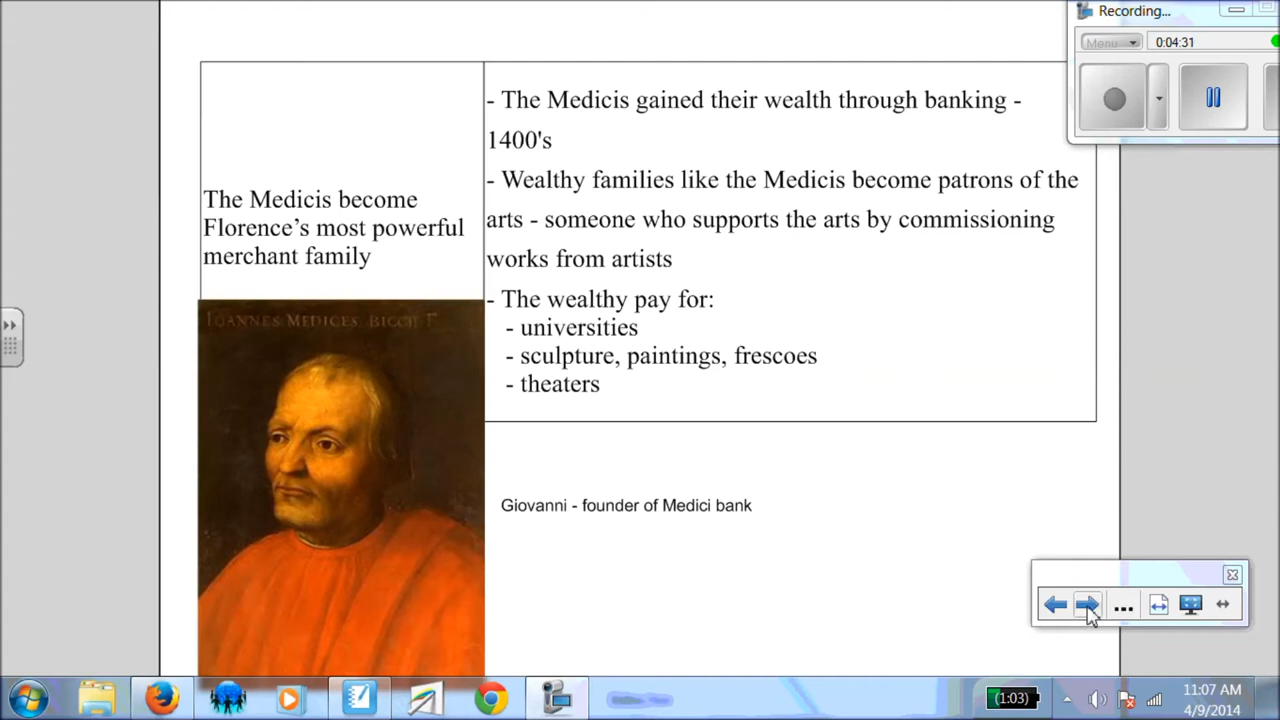 Recording...
Menu
0:04:31
- The Medicis gained their wealth through banking -
1400's
- Wealthy families like the Medicis become patrons of the
arts - someone who supports the arts by commissioning
works from artists
- The wealthy pay for:
- universities
- sculpture, paintings, frescoes
- theaters
The Medicis become
Florence’s most powerful
merchant family
IOANNES MEDICES BICCII F
Giovanni - founder of Medici bank
(1:03)
11:07 AM
4/9/2014